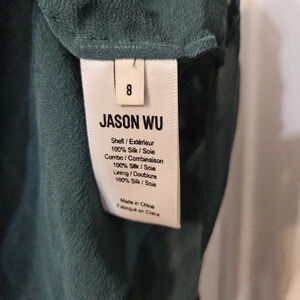 8
JASON WU
Shell / Extérieur
100% Silk / Soie
Combo / Combinaison
100% Silk / Soie
Lining / Doublure
100% Silk / Soie
Made in China
Fabriqué en Chine